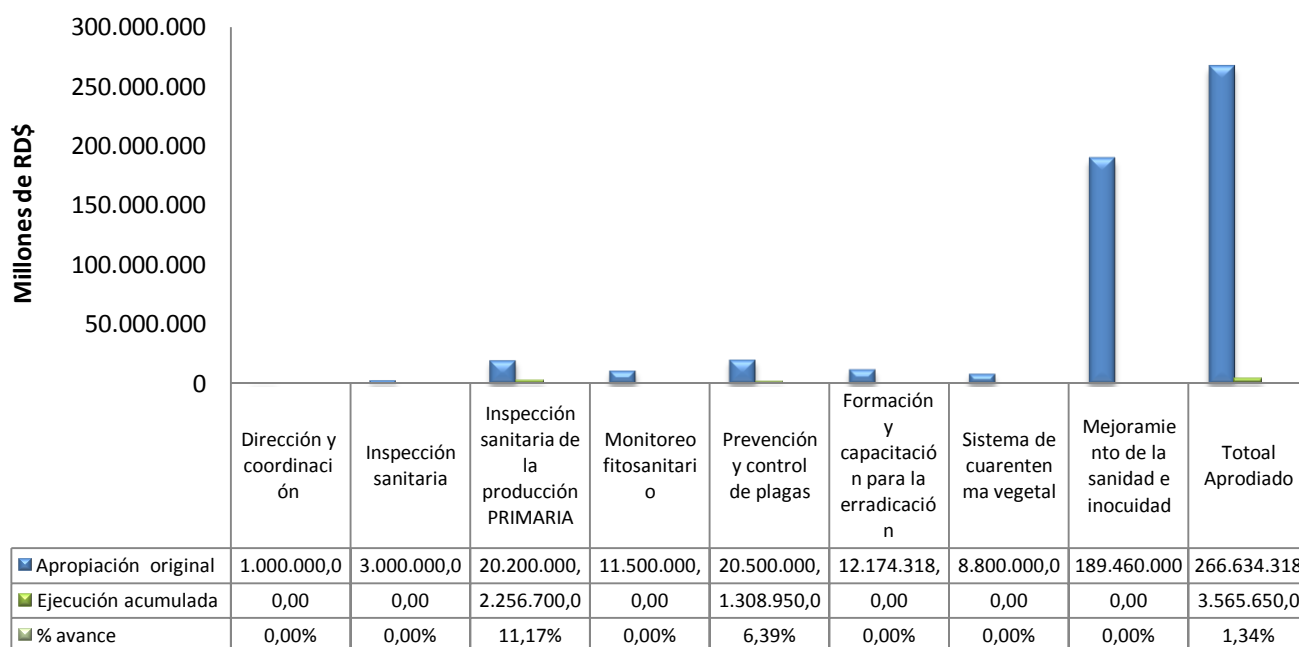 300.000.000
250.000.000
200.000.000
150.000.000
100.000.000
50.000.000
0
Millones de RD$
Dirección y
coordinaci
ón
Inspección
sanitaria
Inspección
sanitaria de
la
producción
PRIMARIA
Monitoreo
fitosanitari
o
Prevención
y control
de plagas
Formación
y
capacitació
n para la
erradicació
n
Sistema de
cuarenten
ma vegetal
Mejoramie
nto de la
sanidad e
inocuidad
Totoal
Aprodiado
Apropiación original 1.000.000,0 3.000.000,0 20.200.000, 11.500.000, 20.500.000, 12.174.318, 8.800.000,0 189.460.000 266.634.318
Ejecución acumulada 0,00 0,00 2.256.700,0 0,00 1.308.950,0 0,00 0,00 0,00 3.565.650,0
% avance 0,00% 0,00% 11,17% 0,00% 6,39% 0,00% 0,00% 0,00% 1,34%